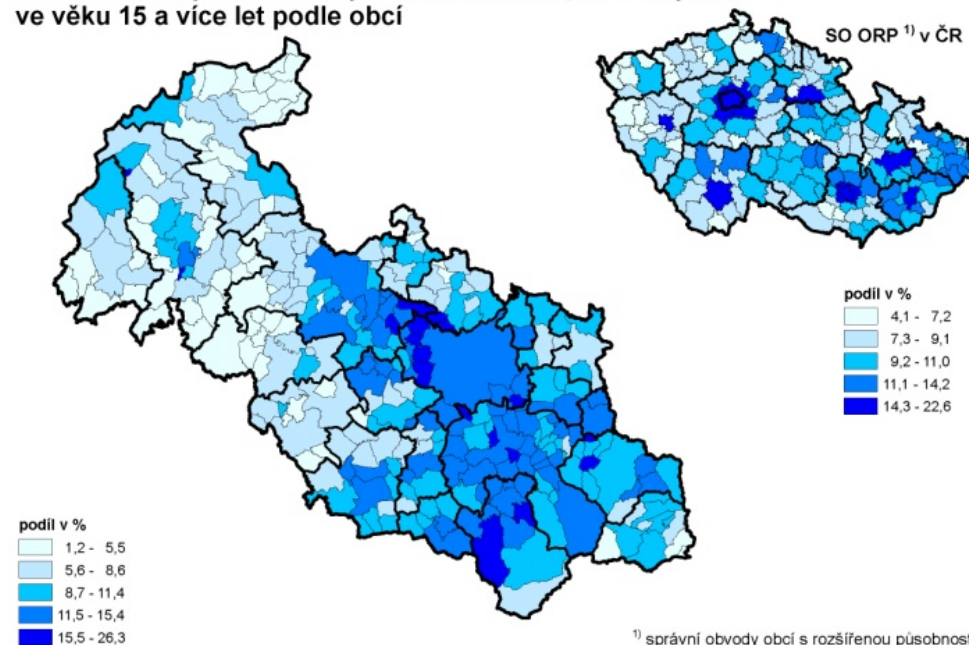 ve věku 15 a více let podle obcí
SO ORP ¹⁾ v ČR
podíl v %
4,1 - 7,2
7,3 - 9,1
9,2 - 11,0
11,1 - 14,2
14,3 - 22,6
podíl v %
1,2 - 5,5
5,6 - 8,6
8,7 - 11,4
11,5 - 15,4
15,5 - 26,3
¹⁾ správní obvody obcí s rozšířenou působnost